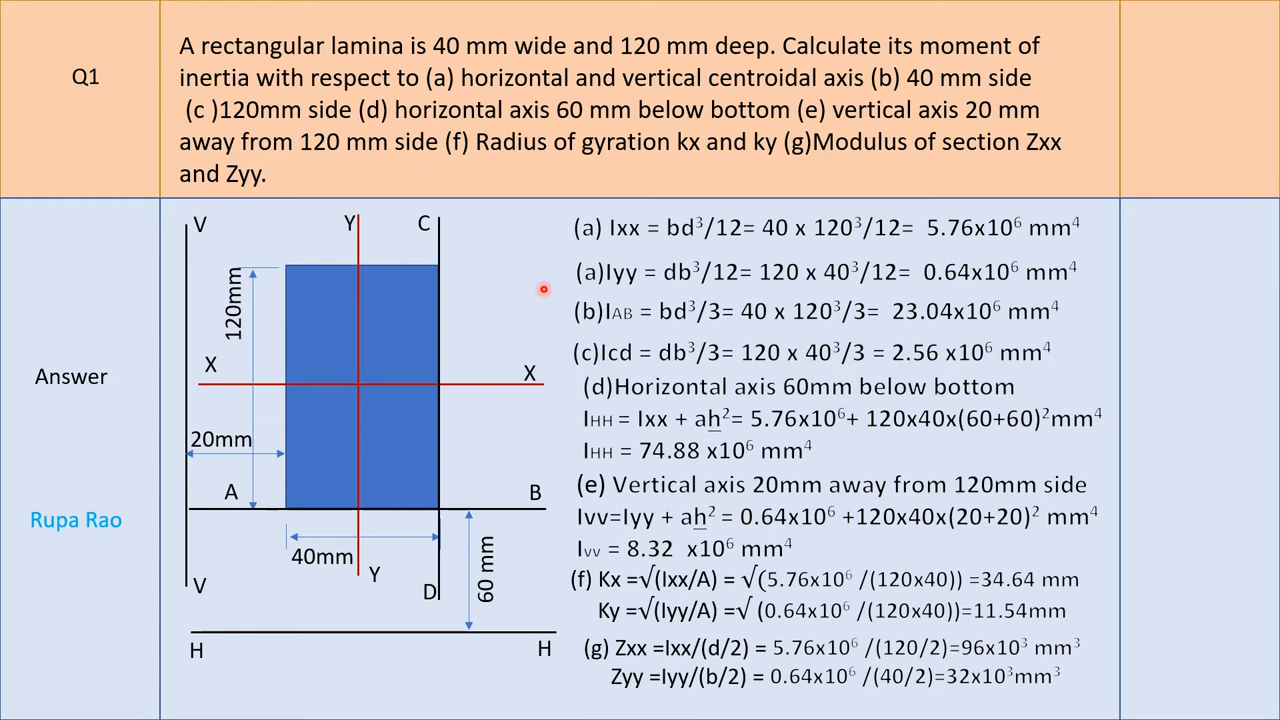 Q1
A rectangular lamina is 40 mm wide and 120 mm deep. Calculate its moment of
inertia with respect to (a) horizontal and vertical centroidal axis (b) 40 mm side
(c )120mm side (d) horizontal axis 60 mm below bottom (e) vertical axis 20 mm
away from 120 mm side (f) Radius of gyration kx and ky (g)Modulus of section Zxx
and Zyy.
Answer
Rupa Rao
V
Y
C
120mm
X
X
20mm
A
B
40mm
60 mm
V
Y
D
H
H
(a) Ixx = bd³/12= 40 x 120³/12= 5.76x10⁶ mm⁴
(a)Iyy = db³/12= 120 x 40³/12= 0.64x10⁶ mm⁴
(b)IAB = bd³/3= 40 x 120³/3= 23.04x10⁶ mm⁴
(c)Icd = db³/3= 120 x 40³/3 = 2.56 x10⁶ mm⁴
(d)Horizontal axis 60mm below bottom
IHH = Ixx + ah²= 5.76x10⁶+ 120x40x(60+60)²mm⁴
IHH = 74.88 x10⁶ mm⁴
(e) Vertical axis 20mm away from 120mm side
Ivv=Iyy + ah² = 0.64x10⁶ +120x40x(20+20)² mm⁴
Ivv = 8.32 x10⁶ mm⁴
(f) Kx =√(Ixx/A) = √(5.76x10⁶ /(120x40)) =34.64 mm
Ky =√(Iyy/A) =√ (0.64x10⁶ /(120x40))=11.54mm
(g) Zxx =Ixx/(d/2) = 5.76x10⁶ /(120/2)=96x10³ mm³
Zyy =Iyy/(b/2) = 0.64x10⁶ /(40/2)=32x10³mm³